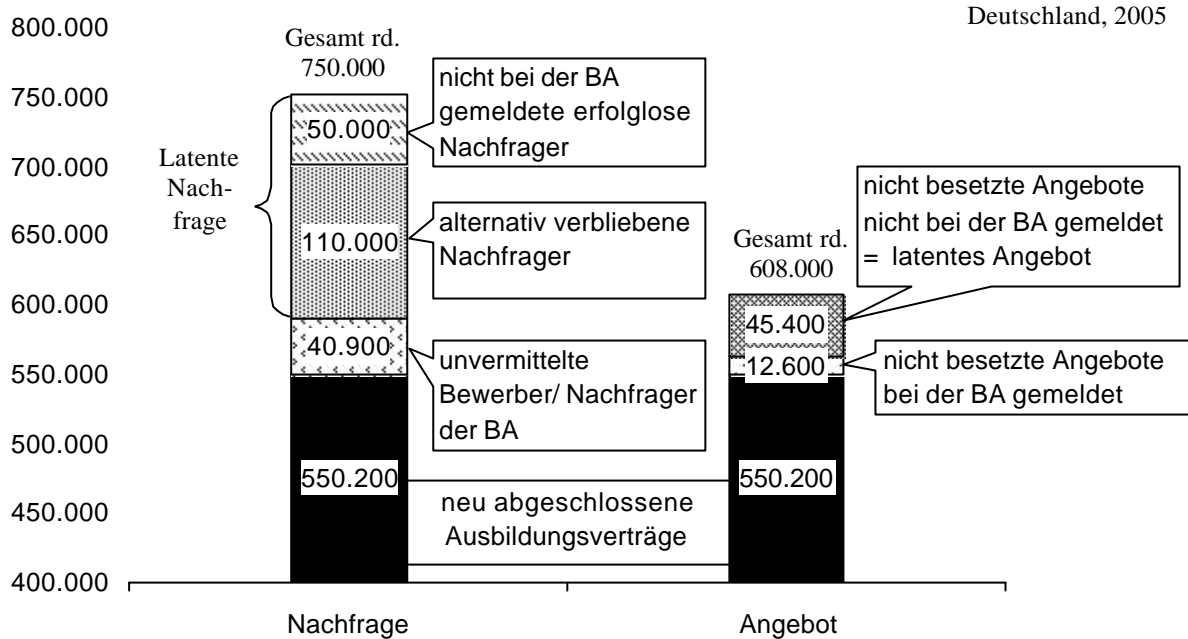 Deutschland, 2005
800.000
750.000
700.000
650.000
600.000
550.000
500.000
450.000
400.000
Gesamt rd.
750.000
Latente
Nach-
frage
50.000
110.000
40.900
550.200
nicht bei der BA
gemeldete erfolglose
Nachfrager
alternativ verbliebene
Nachfrager
unvermittelte
Bewerber/ Nachfrager
der BA
neu abgeschlossene
Ausbildungsverträge
Gesamt rd.
608.000
45.400
12.600
550.200
nicht besetzte Angebote
nicht bei der BA gemeldet
= latentes Angebot
nicht besetzte Angebote
bei der BA gemeldet
Nachfrage
Angebot